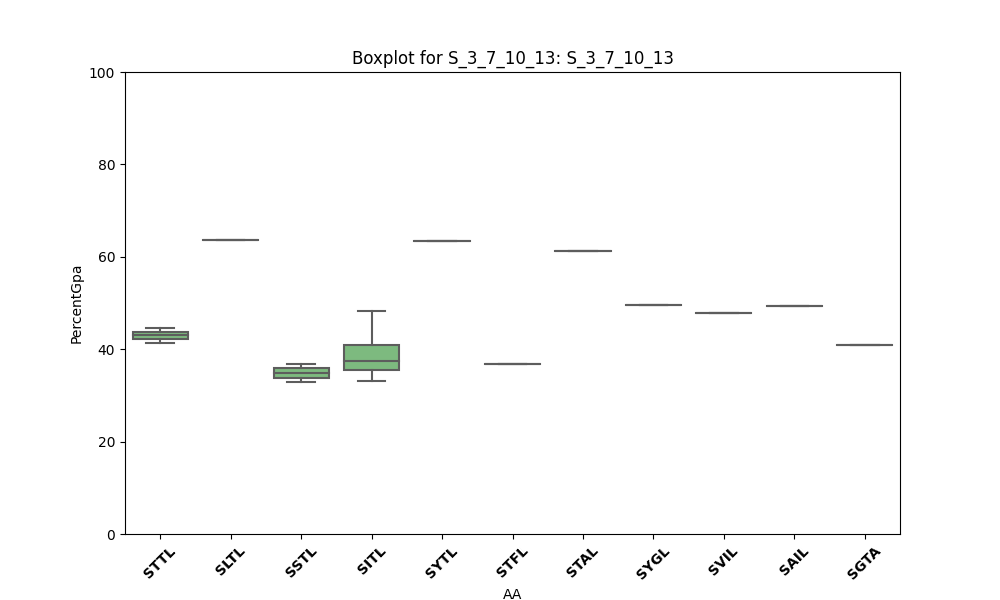 Boxplot for S_3_7_10_13: S_3_7_10_13
100
80
60
40
20
0
PercentGpa
STTL SLTL SSTL SITL SYTL STFL STAL SYGL SVIL SAIL SGTA
AA